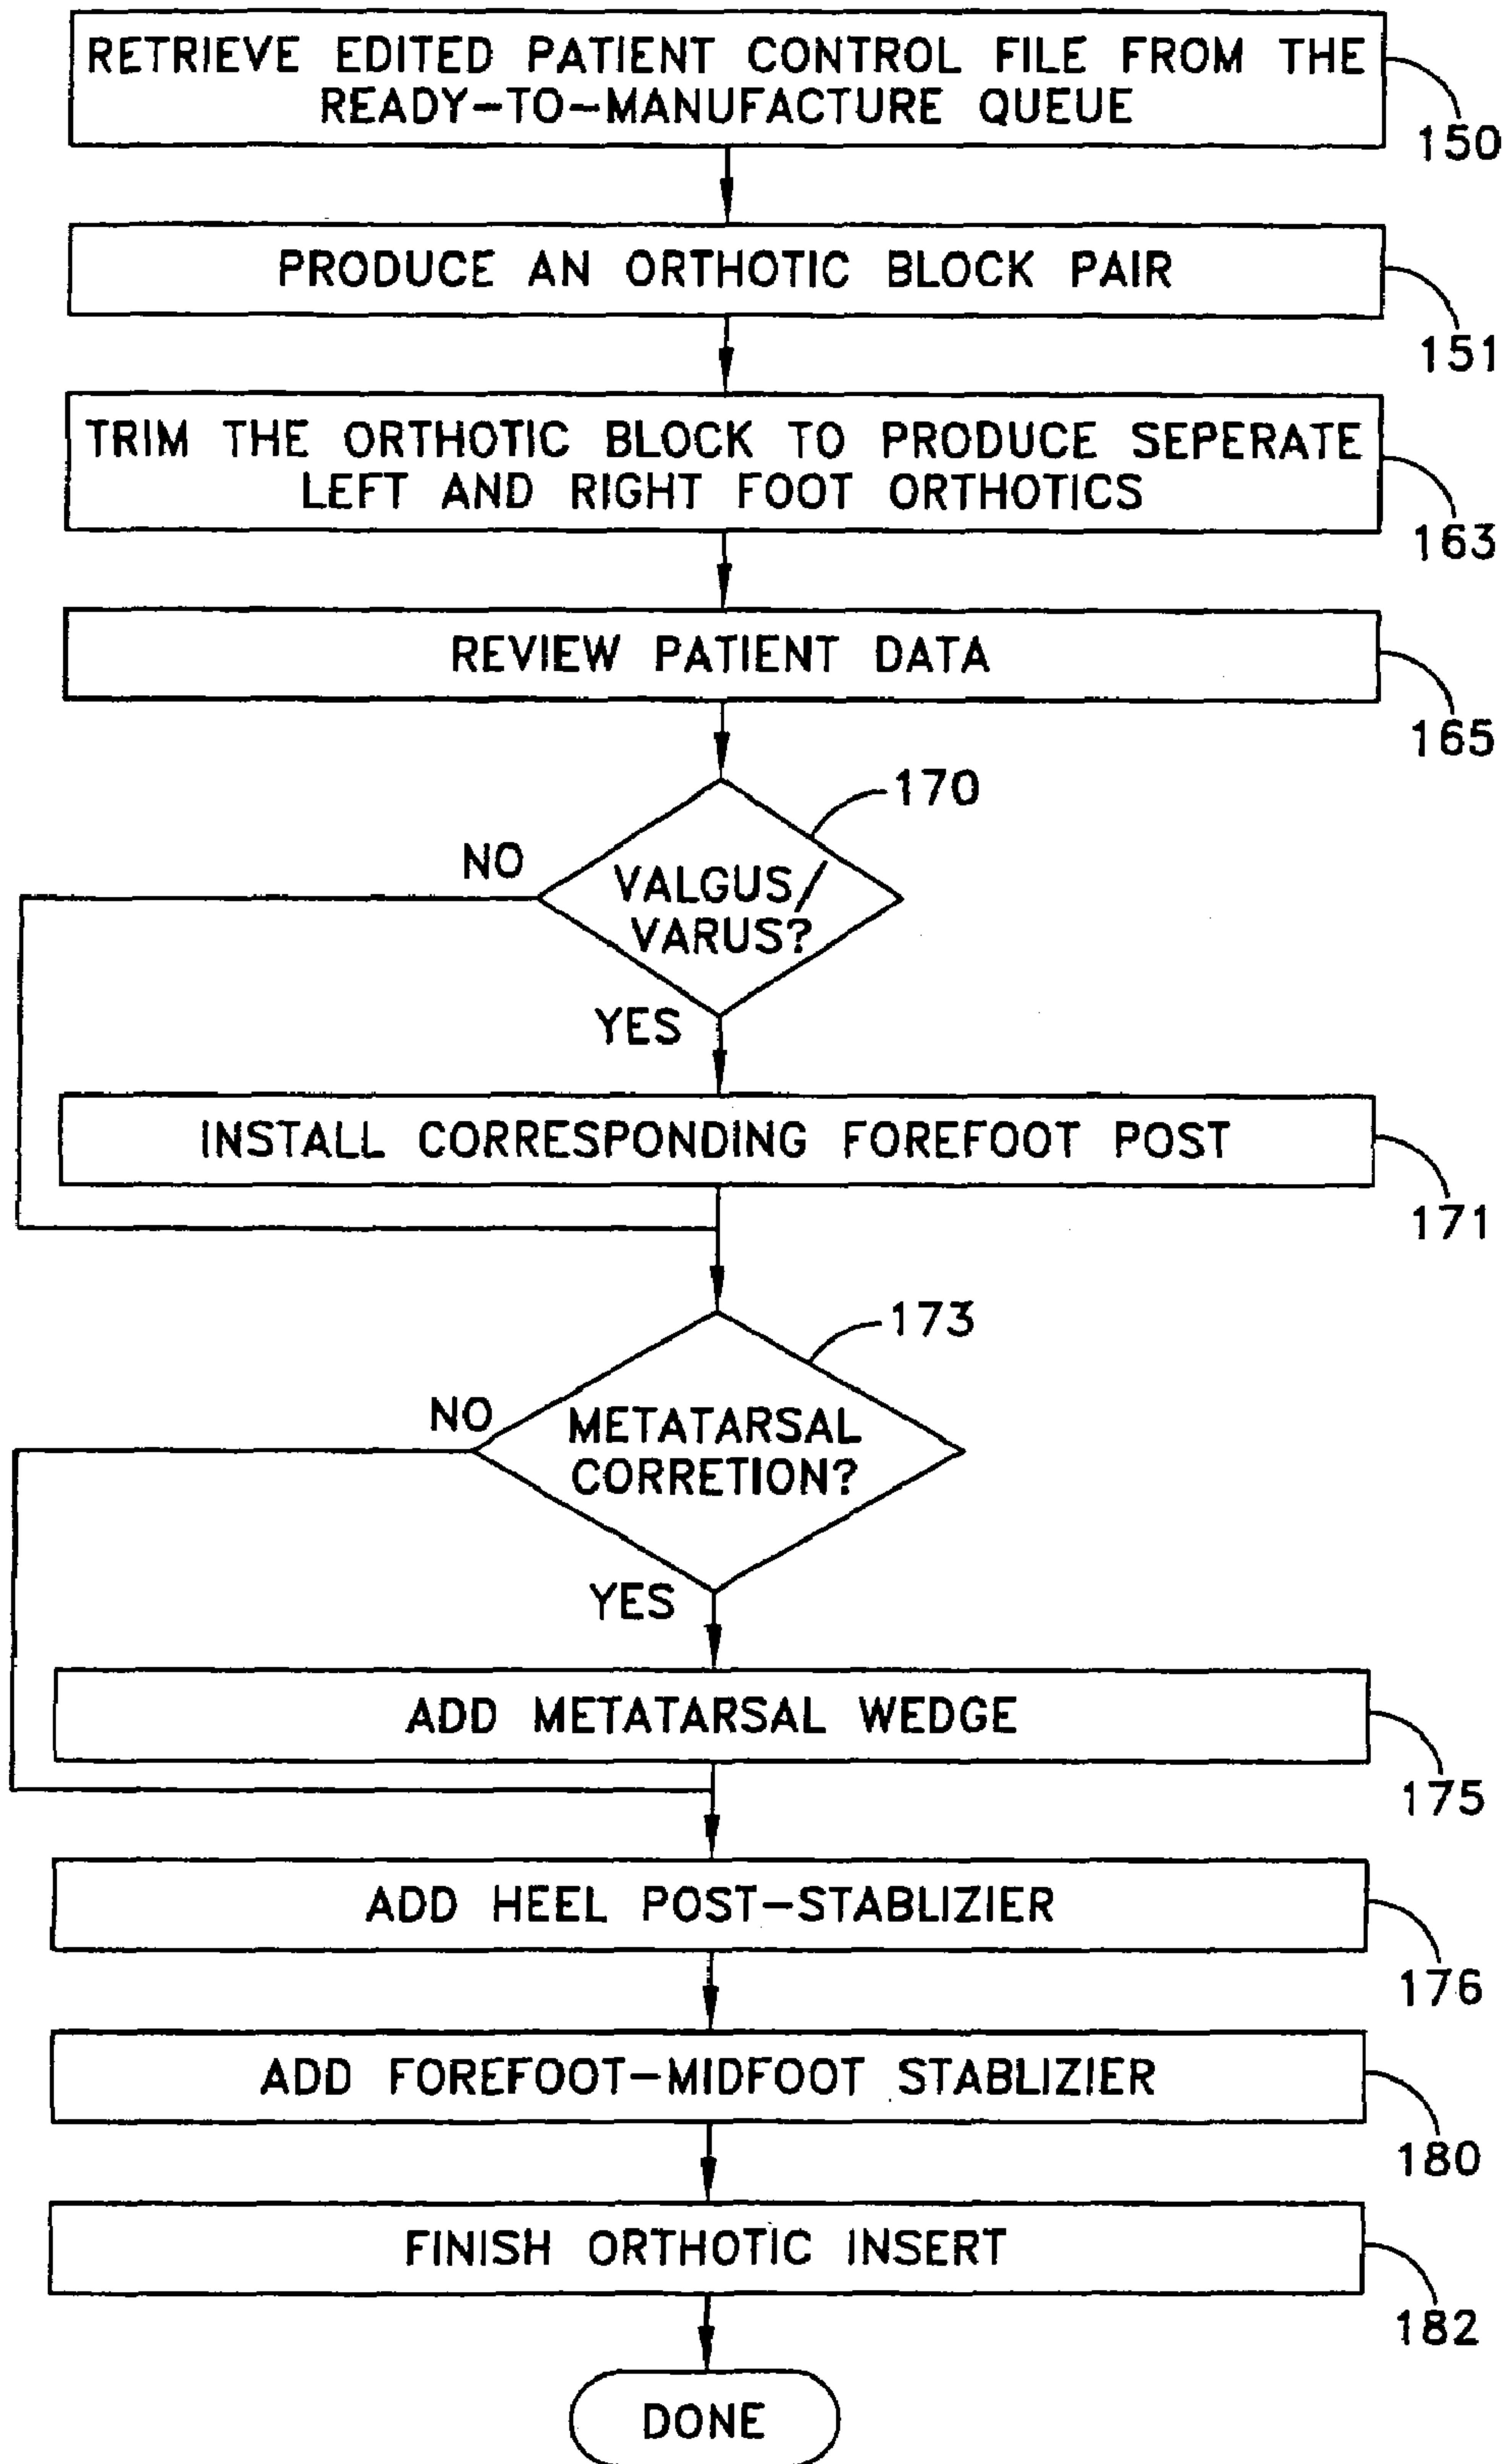 RETRIEVE EDITED PATIENT CONTROL FILE FROM THE
READY-TO-MANUFACTURE QUEUE
150
PRODUCE AN ORTHOTIC BLOCK PAIR
151
TRIM THE ORTHOTIC BLOCK TO PRODUCE SEPERATE
LEFT AND RIGHT FOOT ORTHOTICS
163
REVIEW PATIENT DATA
165
170
NO
VALGUS/
VARUS?
YES
INSTALL CORRESPONDING FOREFOOT POST
171
173
NO
METATARSAL
CORRETION?
YES
ADD METATARSAL WEDGE
175
ADD HEEL POST-STABLIZIER
176
ADD FOREFOOT-MIDFOOT STABLIZIER
180
FINISH ORTHOTIC INSERT
182
DONE